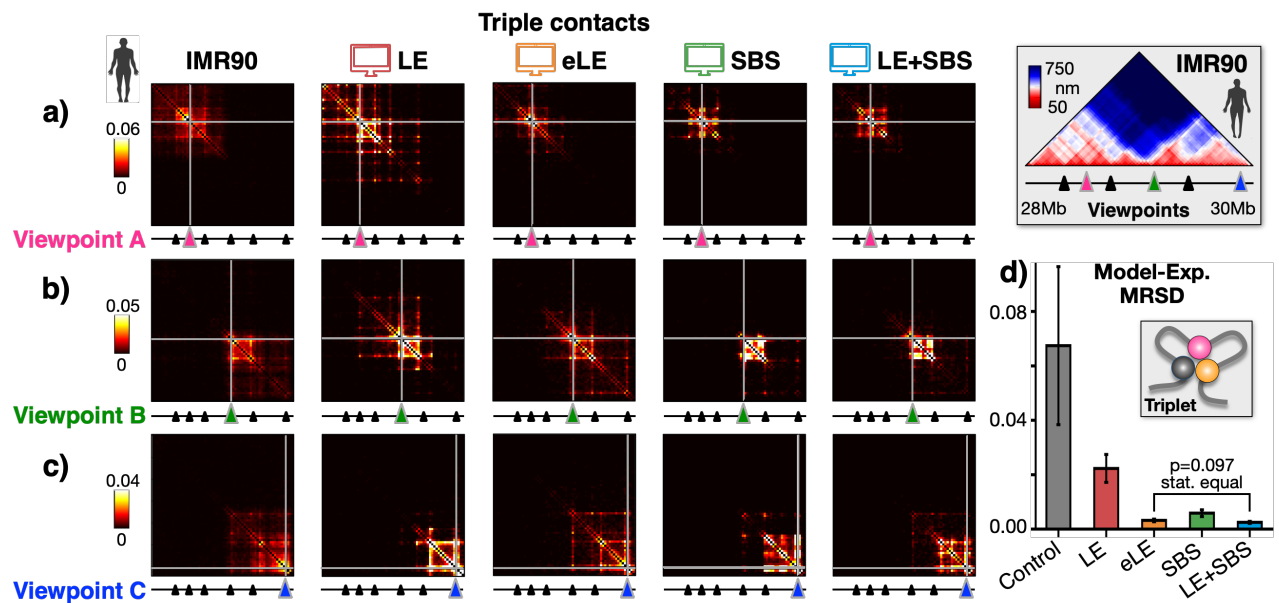 Triple contacts
IMR90
LE
eLE
SBS
LE+SBS
a)
0.06
0
Viewpoint A
b)
0.05
0
Viewpoint B
c)
0.04
0
Viewpoint C
750
nm
50
IMR90
28Mb
Viewpoints
30Mb
d)
Model-Exp.
MRSD
0.08
0.04
0.00
Triplet
p=0.097
stat. equal
Control
LE
eLE
SBS
LE+SBS